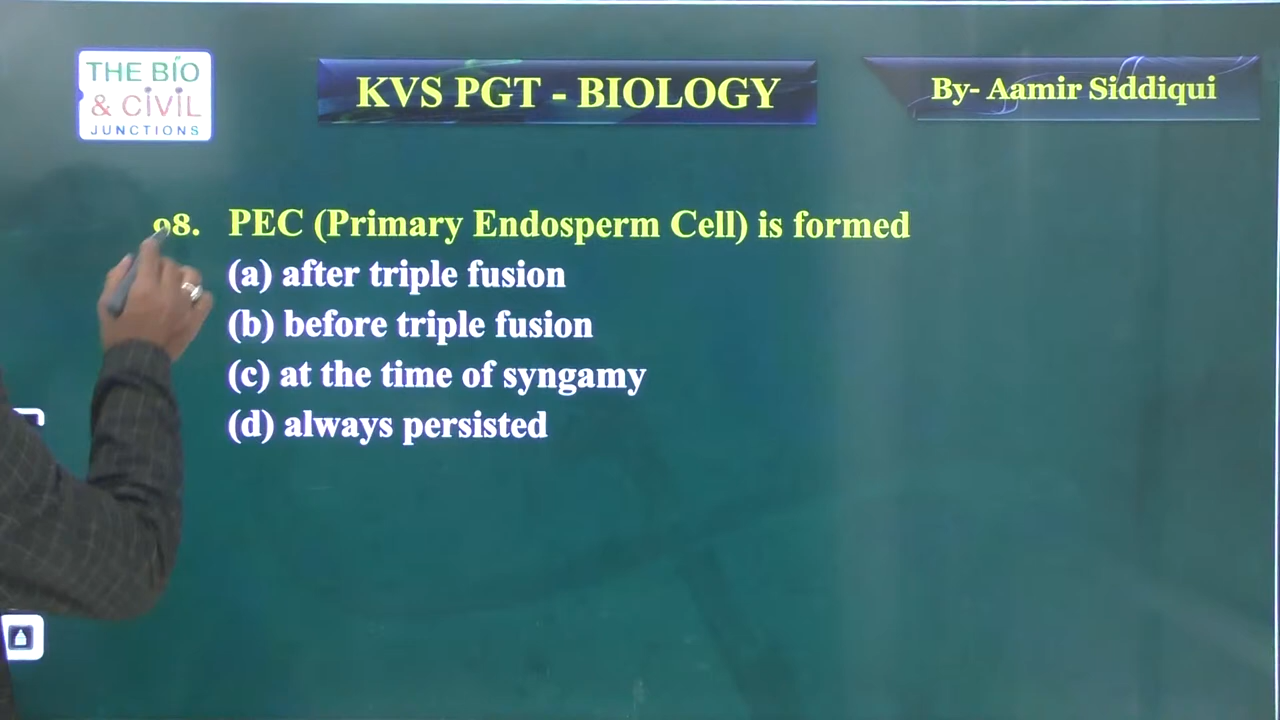 THE BIO
& CIVIL
JUNCTIONS
KVS PGT - BIOLOGY
By- Aamir Siddiqui
98. PEC (Primary Endosperm Cell) is formed
(a) after triple fusion
(b) before triple fusion
(c) at the time of syngamy
(d) always persisted